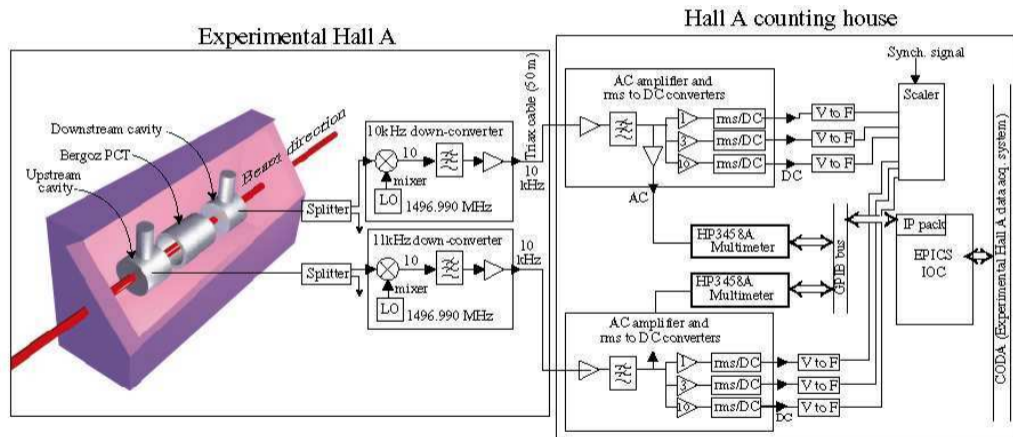 Experimental Hall A
Hall A counting house
Downstream cavity
Bergoz PCT
Upstream
cavity
Beam direction
Splitter
10kHz down-converter
10
mixer
LO
1496.990 MHz
Triax cable (50 m)
10
kHz
Splitter
11kHz down-converter
10
mixer
LO
1496.990 MHz
10
kHz
AC amplifier and
rms to DC converters
1
rms/DC
V to F
3
rms/DC
V to F
10
rms/DC
DC
V to F
AC
Synch. signal
Scaler
HP3458A
Multimeter
HP3458A
Multimeter
GPIB bus
IP pack
EPICS
IOC
CODA (Experimental Hall A data acq. system)
AC amplifier and
rms to DC converters
1
rms/DC
V to F
3
rms/DC
V to F
10
rms/DC
DC
V to F